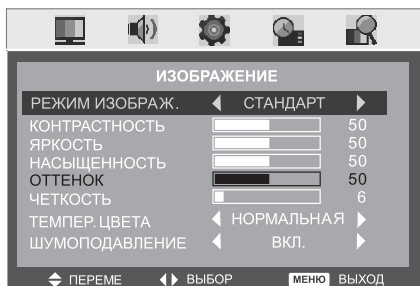 ИЗОБРАЖЕНИЕ
РЕЖИМ ИЗОБРАЖ. СТАНДАРТ
КОНТРАСТНОСТЬ 50
ЯРКОСТЬ 50
НАСЫЩЕННОСТЬ 50
ОТТЕНОК 50
ЧЕТКОСТЬ 6
ТЕМПЕР. ЦВЕТА НОРМАЛЬНАЯ
ШУМОПОДАВЛЕНИЕ ВКЛ.
ПЕРЕМЕ ВЫБОР МЕНЮ ВЫХОД